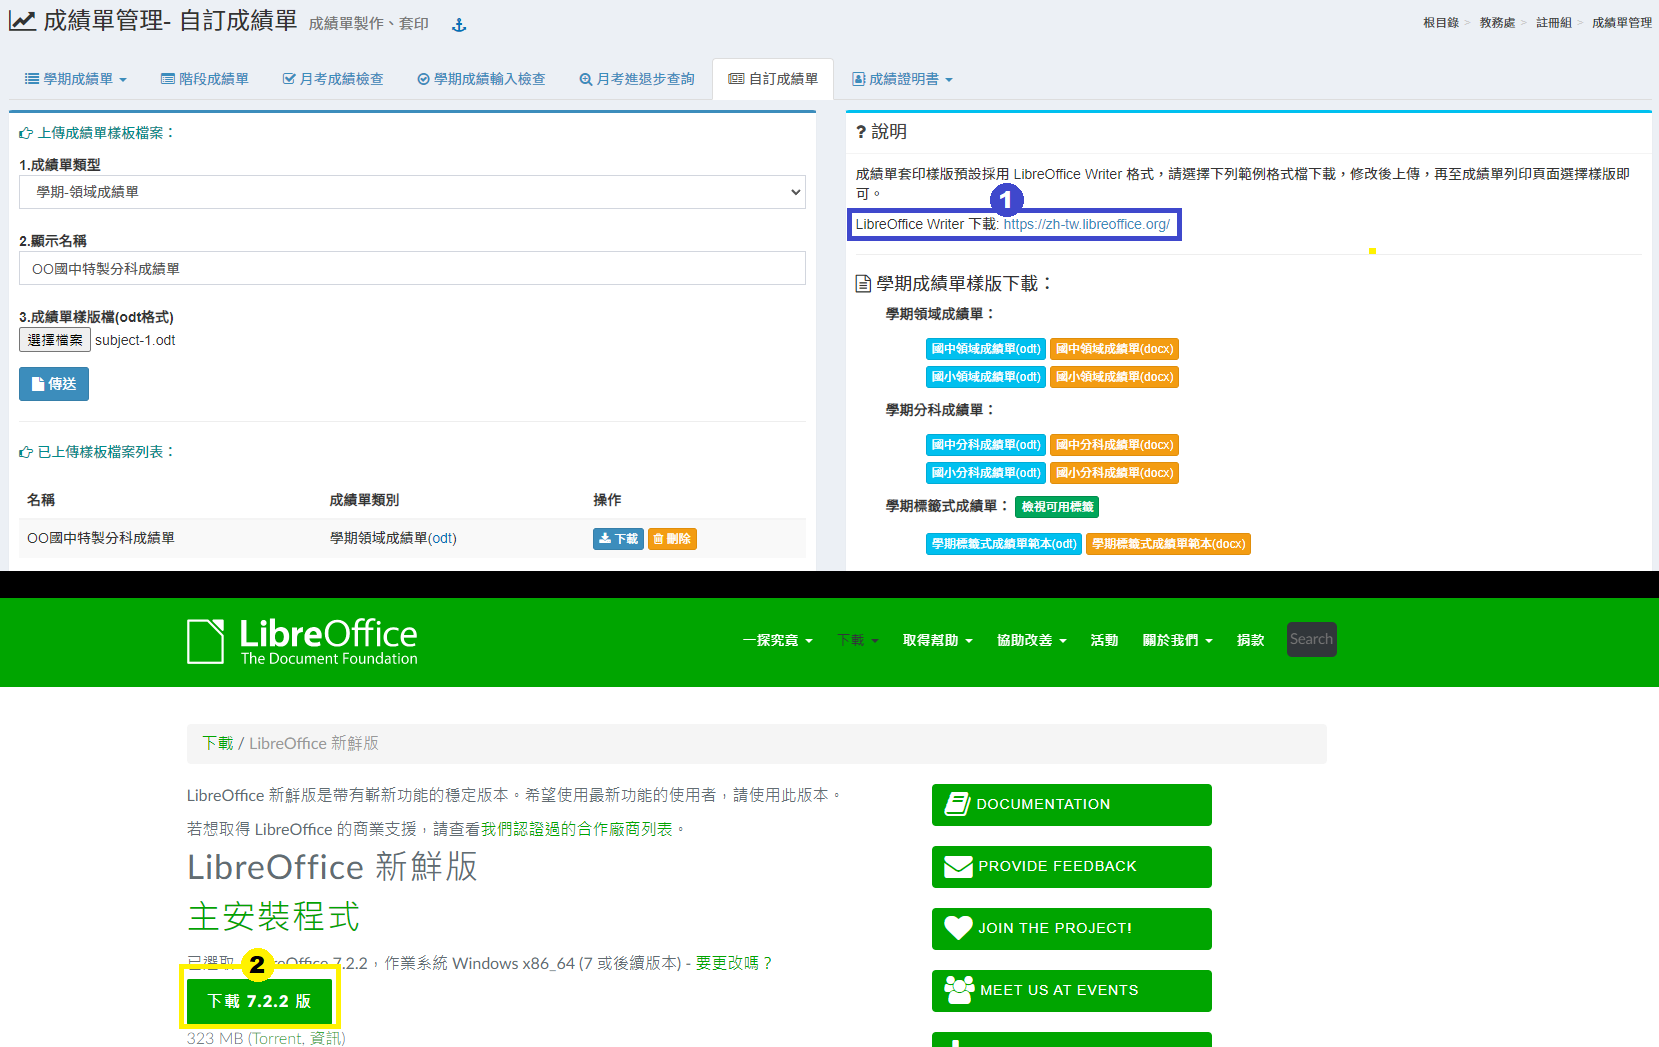 成績單管理- 自訂成績單 成績單製作、套印
根目錄 > 教務處 > 註冊組 > 成績單管理
學期成績單 階段成績單 月考成績檢查 學期成績輸入檢查 月考進退步查詢 自訂成績單 成績證明書
上傳成績單樣板檔案：
1.成績單類型
學期-領域成績單
2.顯示名稱
OO國中特製分科成績單
3.成績單樣版檔(odt格式)
選擇檔案 subject-1.odt
傳送
已上傳樣板檔案列表：
名稱 成績單類別 操作
OO國中特製分科成績單 學期領域成績單(odt) 下載 刪除
? 說明
成績單套印樣版預設採用 LibreOffice Writer 格式，請選擇下列範例格式檔下載，修改後上傳，再至成績單列印頁面選擇樣版即
可。
1
LibreOffice Writer 下載: https://zh-tw.libreoffice.org/
學期成績單樣版下載：
學期領域成績單：
國中領域成績單(odt) 國中領域成績單(docx)
國小領域成績單(odt) 國小領域成績單(docx)
學期分科成績單：
國中分科成績單(odt) 國中分科成績單(docx)
國小分科成績單(odt) 國小分科成績單(docx)
學期標籤式成績單： 檢視可用標籤
學期標籤式成績單範本(odt) 學期標籤式成績單範本(docx)
LibreOffice
The Document Foundation
一探究竟 下載 取得幫助 協助改善 活動 關於我們 捐款 Search
下載 / LibreOffice 新鮮版
LibreOffice 新鮮版是帶有嶄新功能的穩定版本。希望使用最新功能的使用者，請使用此版本。
若想取得 LibreOffice 的商業支援，請查看我們認證過的合作廠商列表。
LibreOffice 新鮮版
主安裝程式
已選取 Office 7.2.2，作業系統 Windows x86_64 (7 或後續版本) - 要更改嗎？
2
下載 7.2.2 版
323 MB (Torrent, 資訊)
DOCUMENTATION
PROVIDE FEEDBACK
JOIN THE PROJECT!
MEET US AT EVENTS